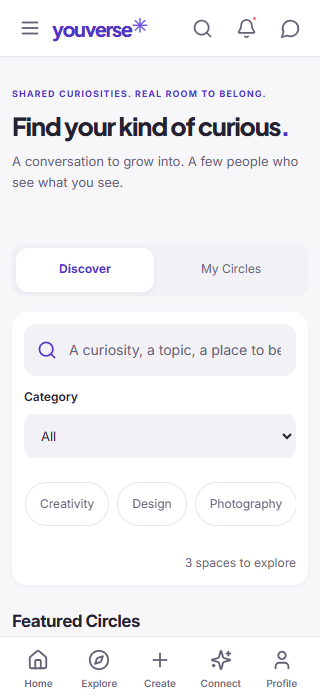 youverse
SHARED CURIOSITIES. REAL ROOM TO BELONG.
Find your kind of curious.
A conversation to grow into. A few people who
see what you see.
Discover
My Circles
A curiosity, a topic, a place to be
Category
All
Creativity
Design
Photography
3 spaces to explore
Featured Circles
Home
Explore
Create
Connect
Profile